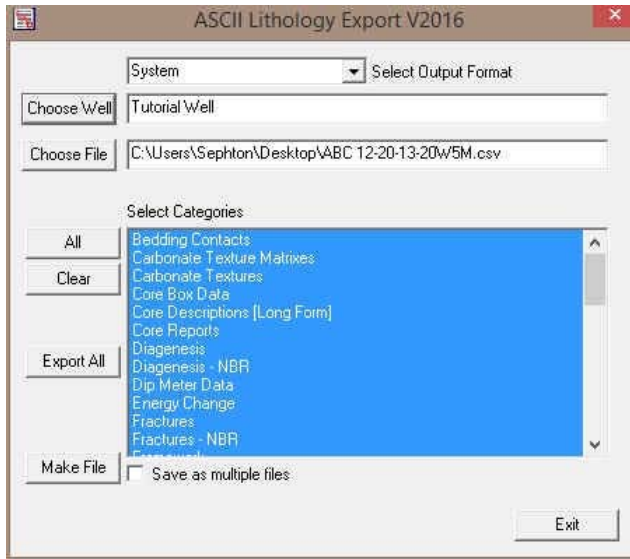 ASCII Lithology Export V2016
System
Select Output Format
Choose Well
Tutorial Well
Choose File
C:\Users\Sephton\Desktop\ABC 12-20-13-20W5M.csv
Select Categories
All
Clear
Export All
Make File
Bedding Contacts
Carbonate Texture Matrixes
Carbonate Textures
Core Box Data
Core Descriptions [Long Form]
Core Reports
Diagenesis
Diagenesis - NBR
Dip Meter Data
Energy Change
Fractures
Fractures - NBR
Framework
Save as multiple files
Exit